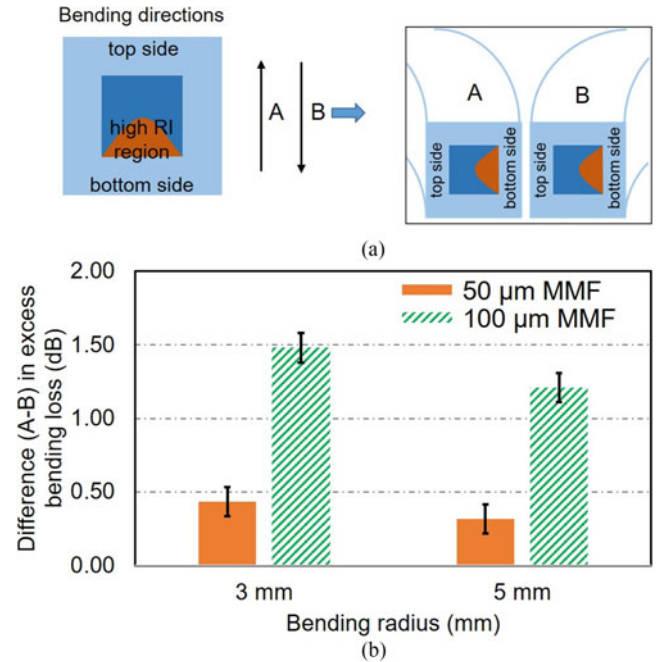 Bending directions
top side
high RI
region
bottom side
A
B
A
B
top side
bottom side
top side
bottom side
(a)
Difference (A-B) in excess
bending loss (dB)
2.00
1.50
1.00
0.50
0.00
50 µm MMF
100 µm MMF
3 mm
5 mm
Bending radius (mm)
(b)